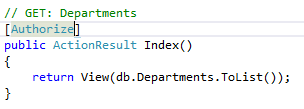 // GET: Departments
[Authorize]
public ActionResult Index()
{
return View(db.Departments.ToList());
}